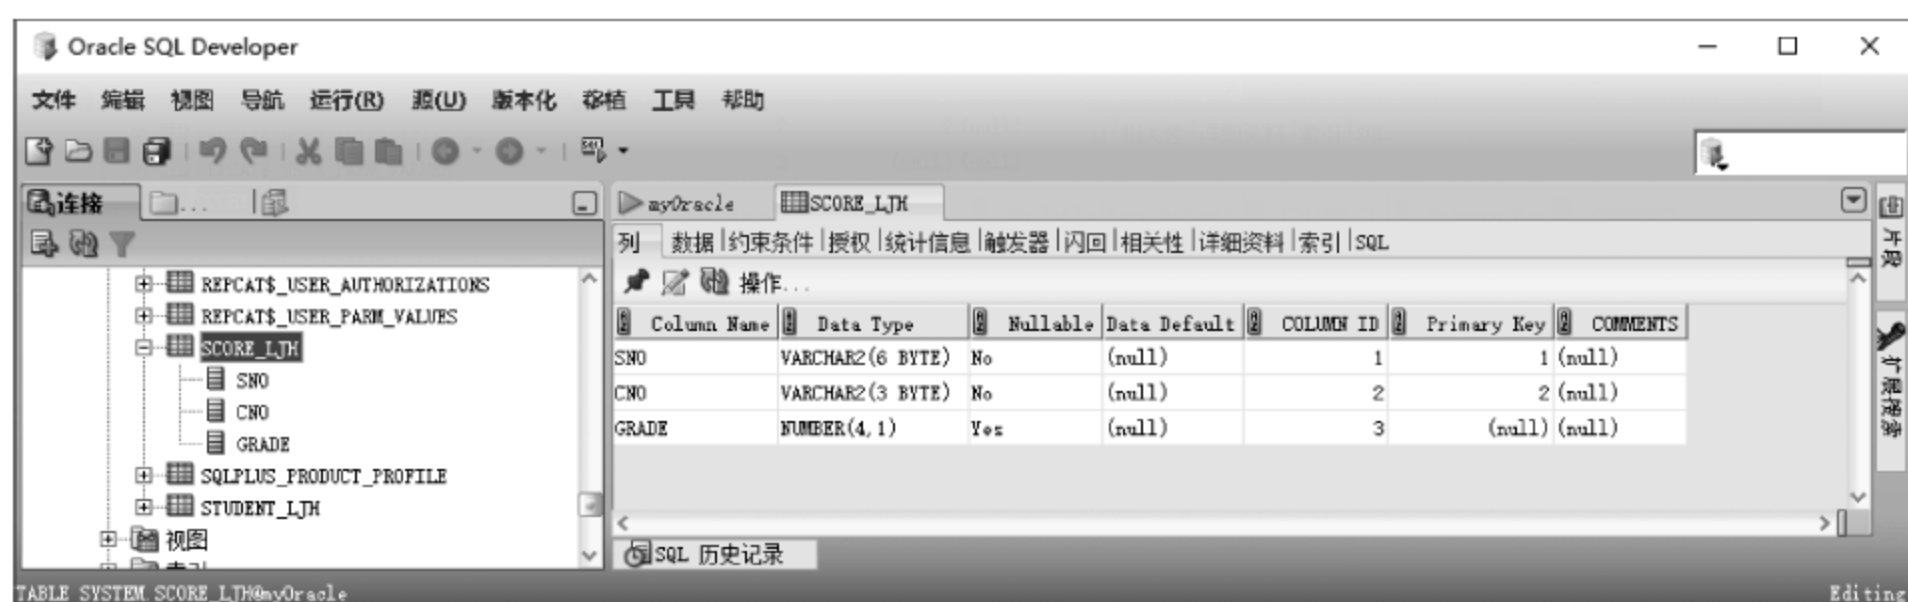 Oracle SQL Developer
文件 编辑 视图 导航 运行(R) 源(U) 版本化 移植 工具 帮助
连接 ...
myOracle SCORE_LJH
列 数据 约束条件 授权 统计信息 触发器 闪回 相关性 详细资料 索引 SQL
操作...
REPCAT$_USER_AUTHORIZATIONS
REPCAT$_USER_PARM_VALUES
SCORE_LJH
SNO
CNO
GRADE
SQLPLUS_PRODUCT_PROFILE
STUDENT_LJH
视图
Column Name Data Type Nullable Data Default COLUMN ID Primary Key COMMENTS
SNO VARCHAR2(6 BYTE) No (null) 1 1 (null)
CNO VARCHAR2(3 BYTE) No (null) 2 2 (null)
GRADE NUMBER(4,1) Yes (null) 3 (null) (null)
SQL 历史记录
片段
扩展搜索
TABLE SYSTEM.SCORE_LJH@myOracle
Editing